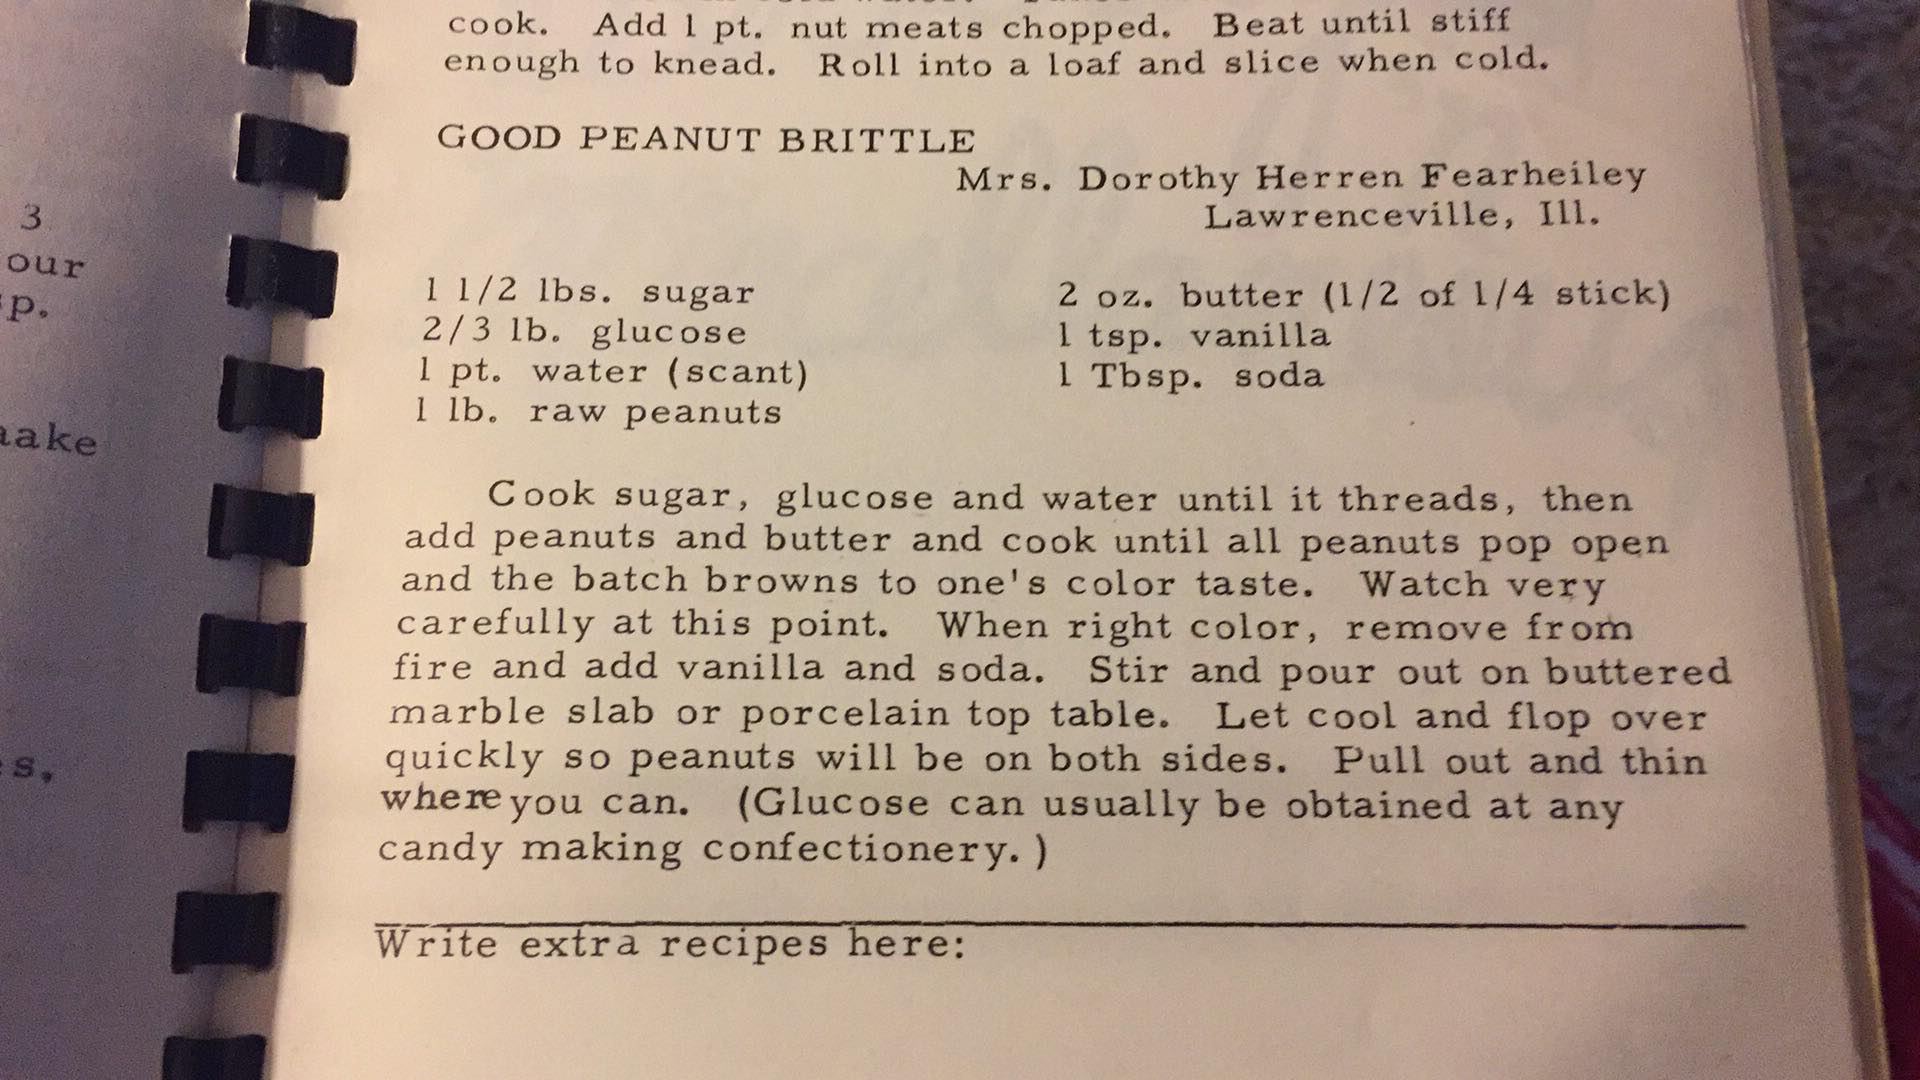 3
our
sp.
make
s.
cook. Add 1 pt. nut meats chopped. Beat until stiff
enough to knead. Roll into a loaf and slice when cold.
GOOD PEANUT BRITTLE
Mrs. Dorothy Herren Fearheiley
Lawrenceville, Ill.
1 1/2 lbs. sugar
2/3 lb. glucose
1 pt. water (scant)
1 lb. raw peanuts
2 oz. butter (1/2 of 1/4 stick)
1 tsp. vanilla
1 Tbsp. soda
Cook sugar, glucose and water until it threads, then
add peanuts and butter and cook until all peanuts pop open
and the batch browns to one's color taste. Watch very
carefully at this point. When right color, remove from
fire and add vanilla and soda. Stir and pour out on buttered
marble slab or porcelain top table. Let cool and flop over
quickly so peanuts will be on both sides. Pull out and thin
where you can. (Glucose can usually be obtained at any
candy making confectionery.)
Write extra recipes here: